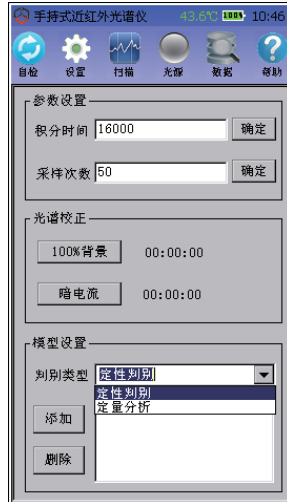 手持式近红外光谱仪 43.6℃ 100% 10:46
自检 设置 扫描 光源 数据 帮助
参数设置
积分时间 16000 确定
采样次数 50 确定
光谱校正
100%背景 00:00:00
暗电流 00:00:00
模型设置
判别类型 定性判别
定性判别
定量分析
添加
删除